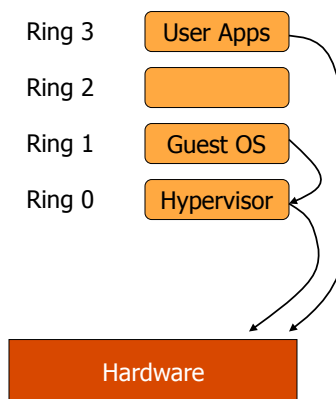 Ring 3 User Apps
Ring 2
Ring 1 Guest OS
Ring 0 Hypervisor
Hardware